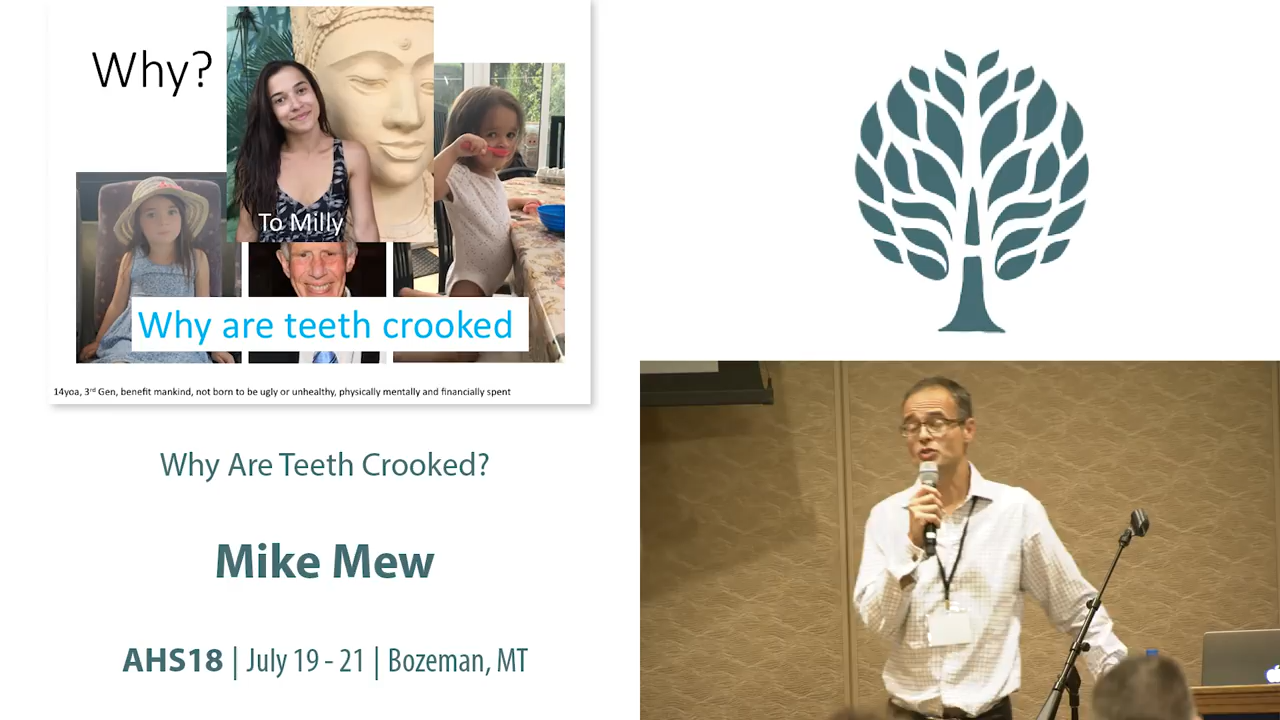 Why?
To Milly
Why are teeth crooked
14yoa, 3rd Gen, benefit mankind, not born to be ugly or unhealthy, physically mentally and financially spent
Why Are Teeth Crooked?
Mike Mew
AHS18 | July 19 - 21 | Bozeman, MT